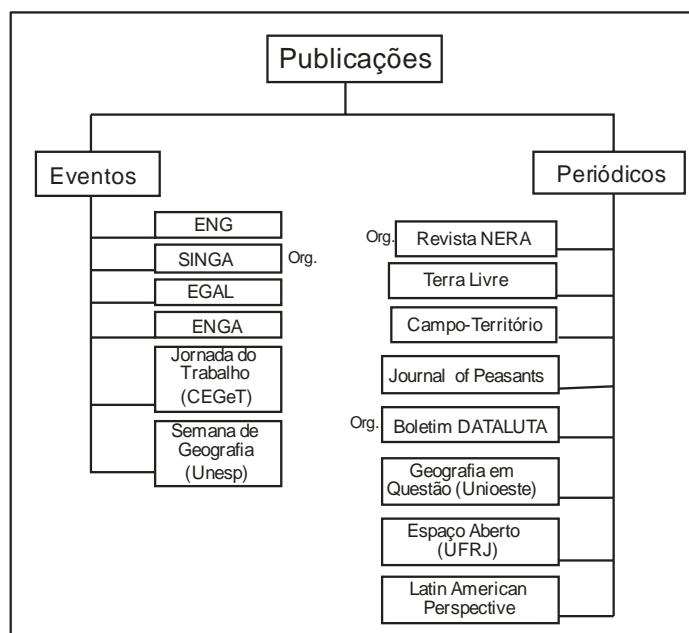 Publicações
Eventos
ENG
SINGA Org.
EGAL
ENGA
Jornada do
Trabalho
(CEGeT)
Semana de
Geografia
(Unesp)
Periódicos
Org. Revista NERA
Terra Livre
Campo-Território
Journal of Peasants
Org. Boletim DATALUTA
Geografia em
Questão (Unioeste)
Espaço Aberto
(UFRJ)
Latin American
Perspective